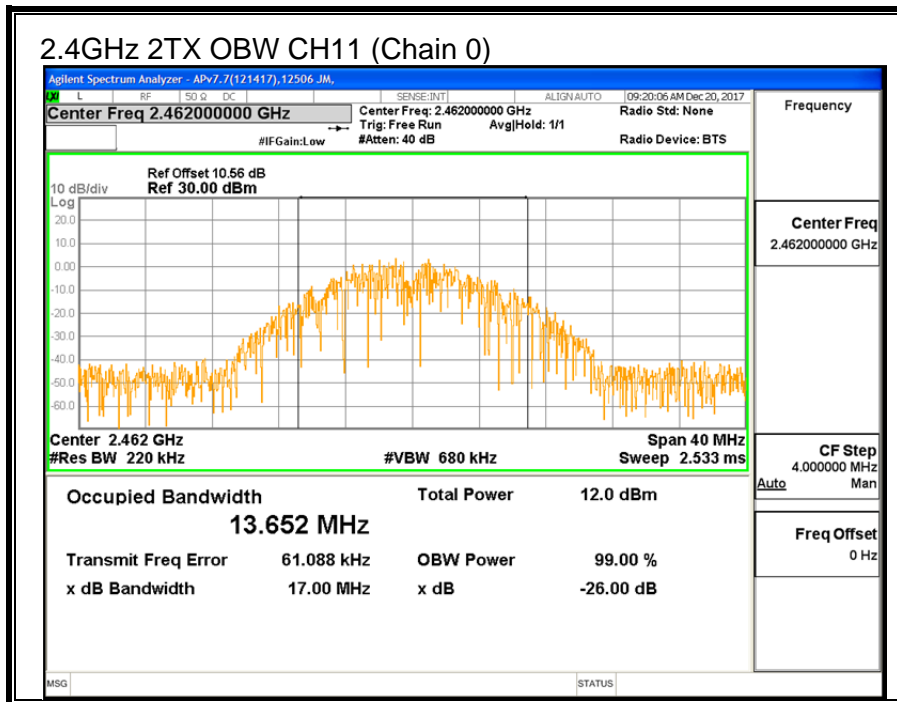 2.4GHz 2TX OBW CH11 (Chain 0)
Agilent Spectrum Analyzer - APv7.7(121417),12506 JM,
LXI L RF 50 Ω DC SENSE:INT ALIGN AUTO 09:20:06 AM Dec 20, 2017
Center Freq 2.462000000 GHz
Center Freq: 2.462000000 GHz
Radio Std: None
Trig: Free Run Avg|Hold: 1/1
#IFGain:Low
#Atten: 40 dB
Radio Device: BTS
Ref Offset 10.56 dB
10 dB/div Ref 30.00 dBm
Log
20.0
10.0
0.00
-10.0
-20.0
-30.0
-40.0
-50.0
-60.0
Center 2.462 GHz Span 40 MHz
#Res BW 220 kHz #VBW 680 kHz Sweep 2.533 ms
Occupied Bandwidth Total Power 12.0 dBm
13.652 MHz
Transmit Freq Error 61.088 kHz OBW Power 99.00 %
x dB Bandwidth 17.00 MHz x dB -26.00 dB
MSG STATUS
Frequency
Center Freq
2.462000000 GHz
CF Step
4.000000 MHz
Auto Man
Freq Offset
0 Hz